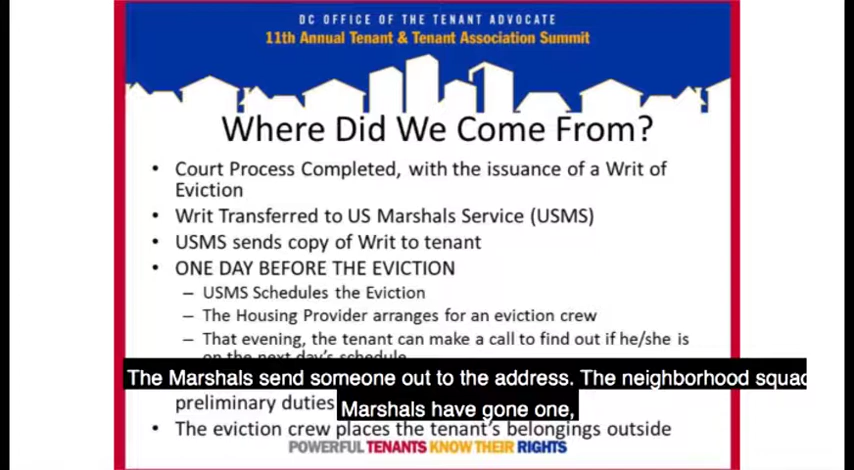 DC OFFICE OF THE TENANT ADVOCATE
11th Annual Tenant & Tenant Association Summit
Where Did We Come From?
• Court Process Completed, with the issuance of a Writ of
Eviction
• Writ Transferred to US Marshals Service (USMS)
• USMS sends copy of Writ to tenant
• ONE DAY BEFORE THE EVICTION
– USMS Schedules the Eviction
– The Housing Provider arranges for an eviction crew
– That evening, the tenant can make a call to find out if he/she is
on the next day's schedule
The Marshals send someone out to the address. The neighborhood squad
preliminary duties
Marshals have gone one,
• The eviction crew places the tenant's belongings outside
POWERFUL TENANTS KNOW THEIR RIGHTS